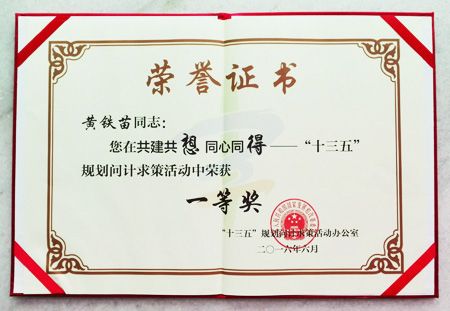 荣誉证书
黄铁苗同志：
您在共建共想 同心同得——“十三五”
规划问计求策活动中荣获
一等奖
“十三五”规划问计求策活动办公室
二〇一六年六月